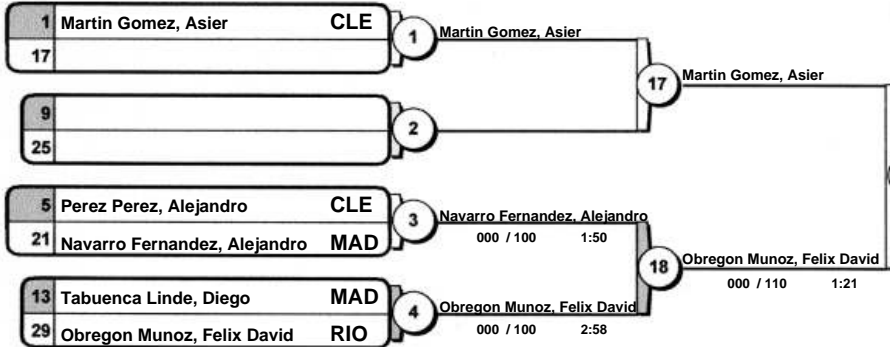 1 Martin Gomez, Asier CLE
17
1 Martin Gomez, Asier
9
25
2
17 Martin Gomez, Asier
5 Perez Perez, Alejandro CLE
21 Navarro Fernandez, Alejandro MAD
3 Navarro Fernandez, Alejandro
000 / 100 1:50
13 Tabuenca Linde, Diego MAD
29 Obregon Munoz, Felix David RIO
4 Obregon Munoz, Felix David
000 / 100 2:58
18 Obregon Munoz, Felix David
000 / 110 1:21